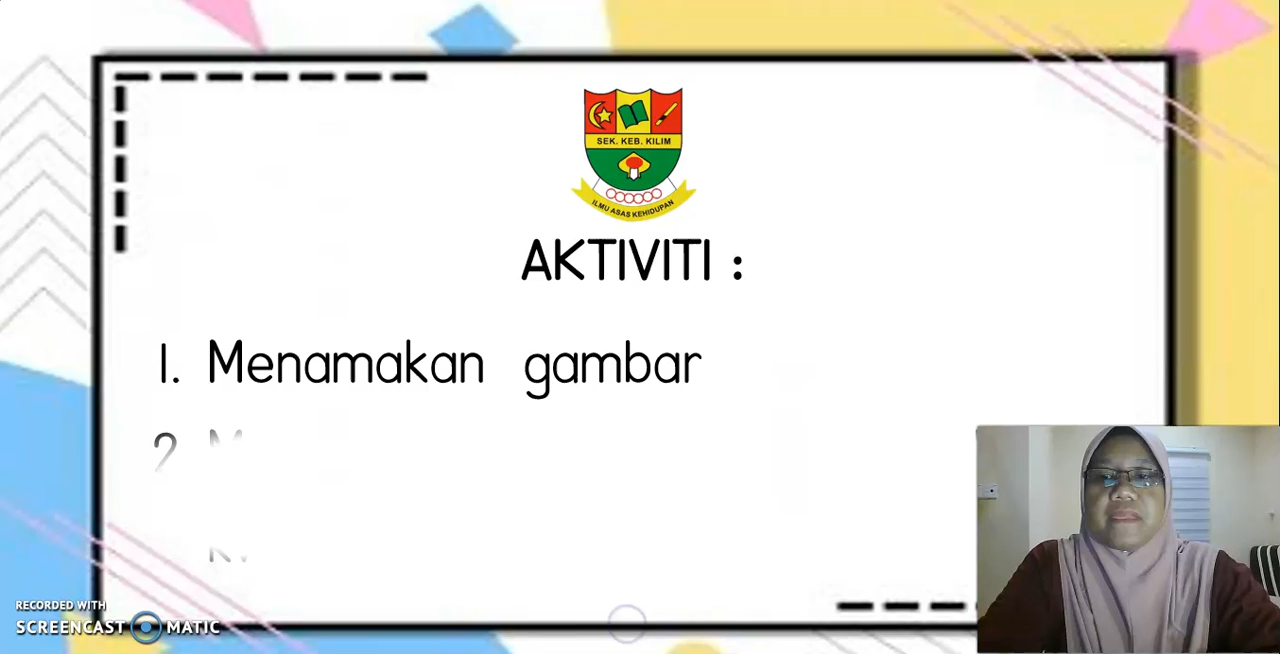 SEK. KEB. KILIM
ILMU ASAS KEHIDUPAN
AKTIVITI :
1. Menamakan gambar
2
RECORDED WITH
SCREENCAST MATIC